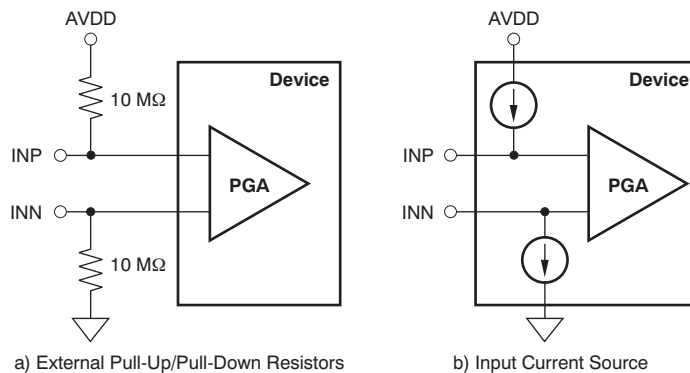 AVDD
10 MΩ
Device
INP
PGA
INN
10 MΩ
a) External Pull-Up/Pull-Down Resistors
AVDD
Device
INP
PGA
INN
b) Input Current Source